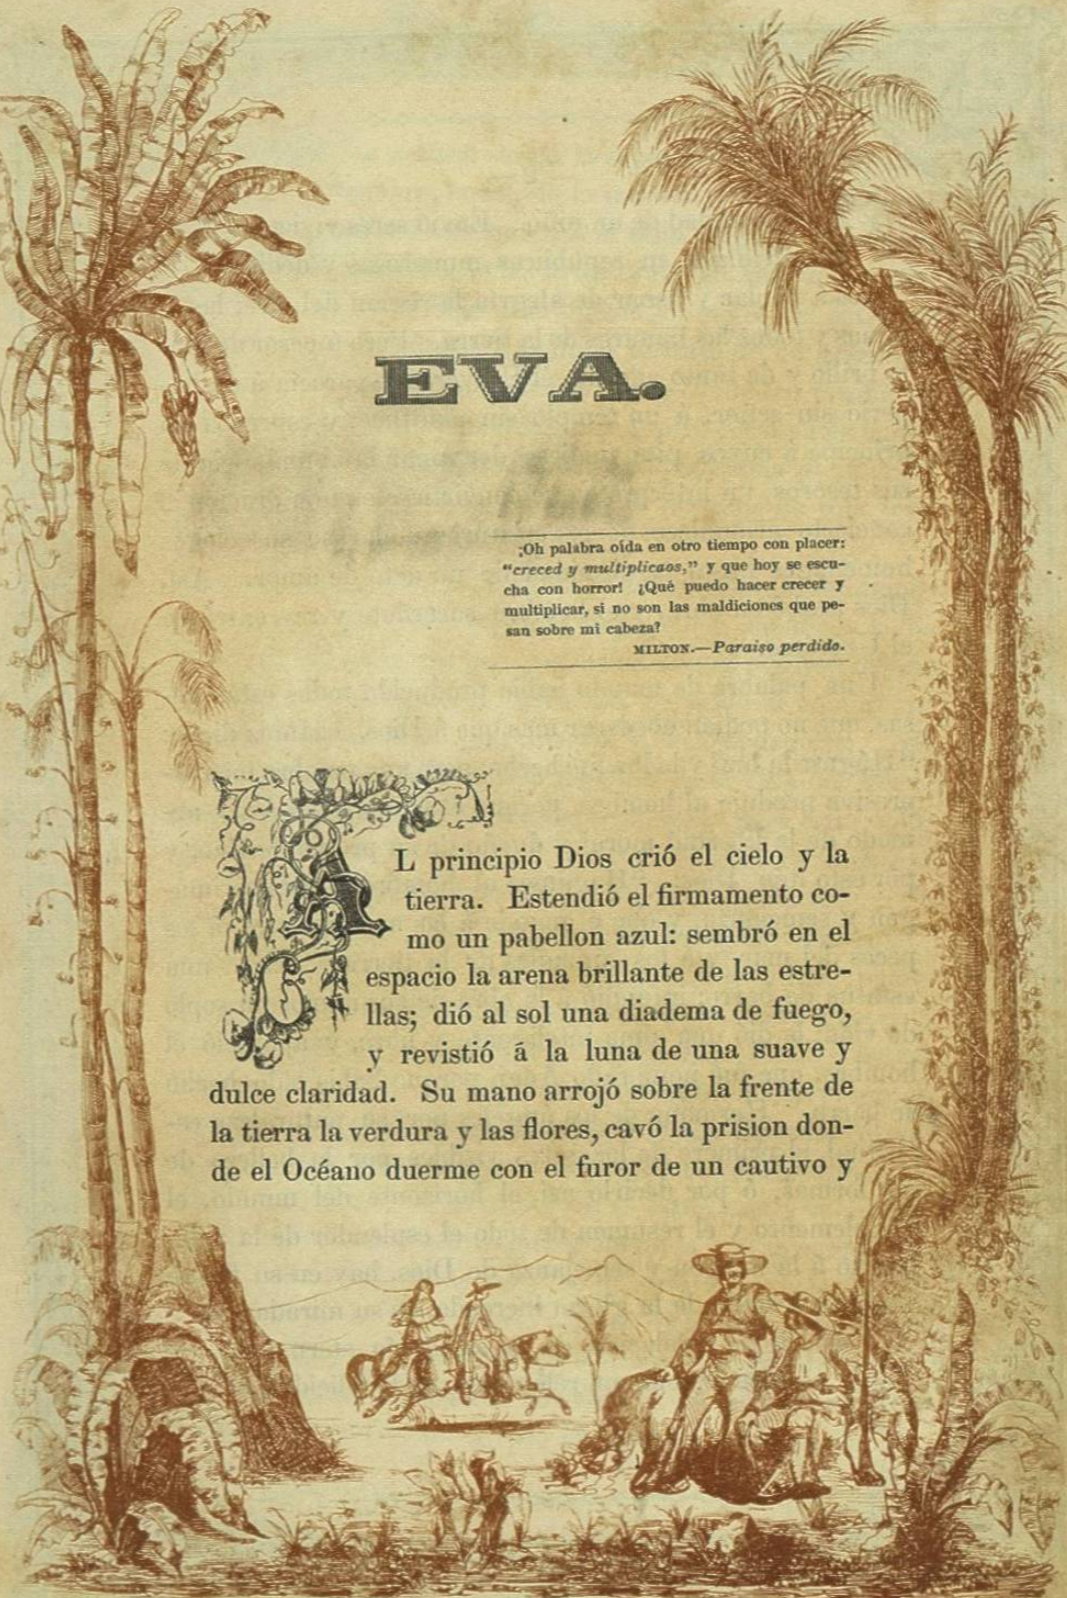 EVA.
¡Oh palabra oída en otro tiempo con placer:
“creced y multiplicaos,” y que hoy se escu-
cha con horror! ¿Qué puedo hacer crecer y
multiplicar, si no son las maldiciones que pe-
san sobre mi cabeza?
MILTON.—Paraiso perdido.
AL principio Dios crió el cielo y la
tierra. Estendió el firmamento co-
mo un pabellon azul: sembró en el
espacio la arena brillante de las estre-
llas; dió al sol una diadema de fuego,
y revistió á la luna de una suave y
dulce claridad. Su mano arrojó sobre la frente de
la tierra la verdura y las flores, cavó la prision don-
de el Océano duerme con el furor de un cautivo y